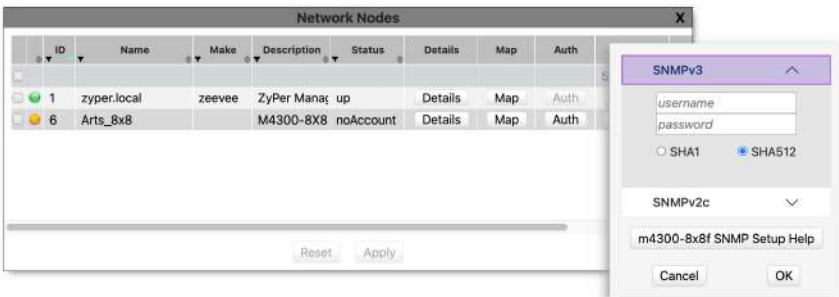 Network Nodes X
ID Name Make Description Status Details Map Auth
1 zyper.local zeevee ZyPer Manag up Details Map Auth
6 Arts_8x8 M4300-8X8 noAccount Details Map Auth
Reset Apply
SNMPv3
username
password
SHA1 SHA512
SNMPv2c
m4300-8x8f SNMP Setup Help
Cancel OK